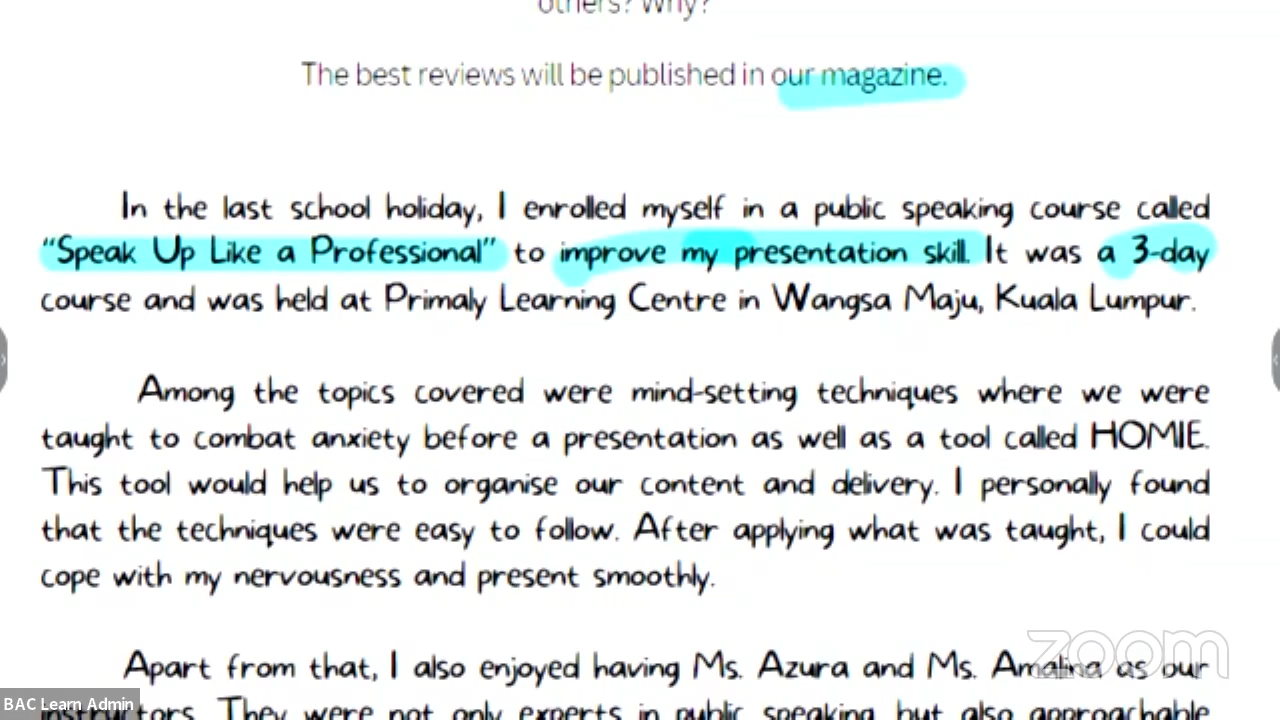 others? Why?
The best reviews will be published in our magazine.
In the last school holiday, I enrolled myself in a public speaking course called
“Speak Up Like a Professional” to improve my presentation skill. It was a 3-day
course and was held at Primaly Learning Centre in Wangsa Maju, Kuala Lumpur.
Among the topics covered were mind-setting techniques where we were
taught to combat anxiety before a presentation as well as a tool called HOMIE.
This tool would help us to organise our content and delivery. I personally found
that the techniques were easy to follow. After applying what was taught, I could
cope with my nervousness and present smoothly.
Apart from that, I also enjoyed having Ms. Azura and Ms. Amalina as our
instructors. They were not only experts in public speaking but also approachable
zoom
BAC Learn Admin